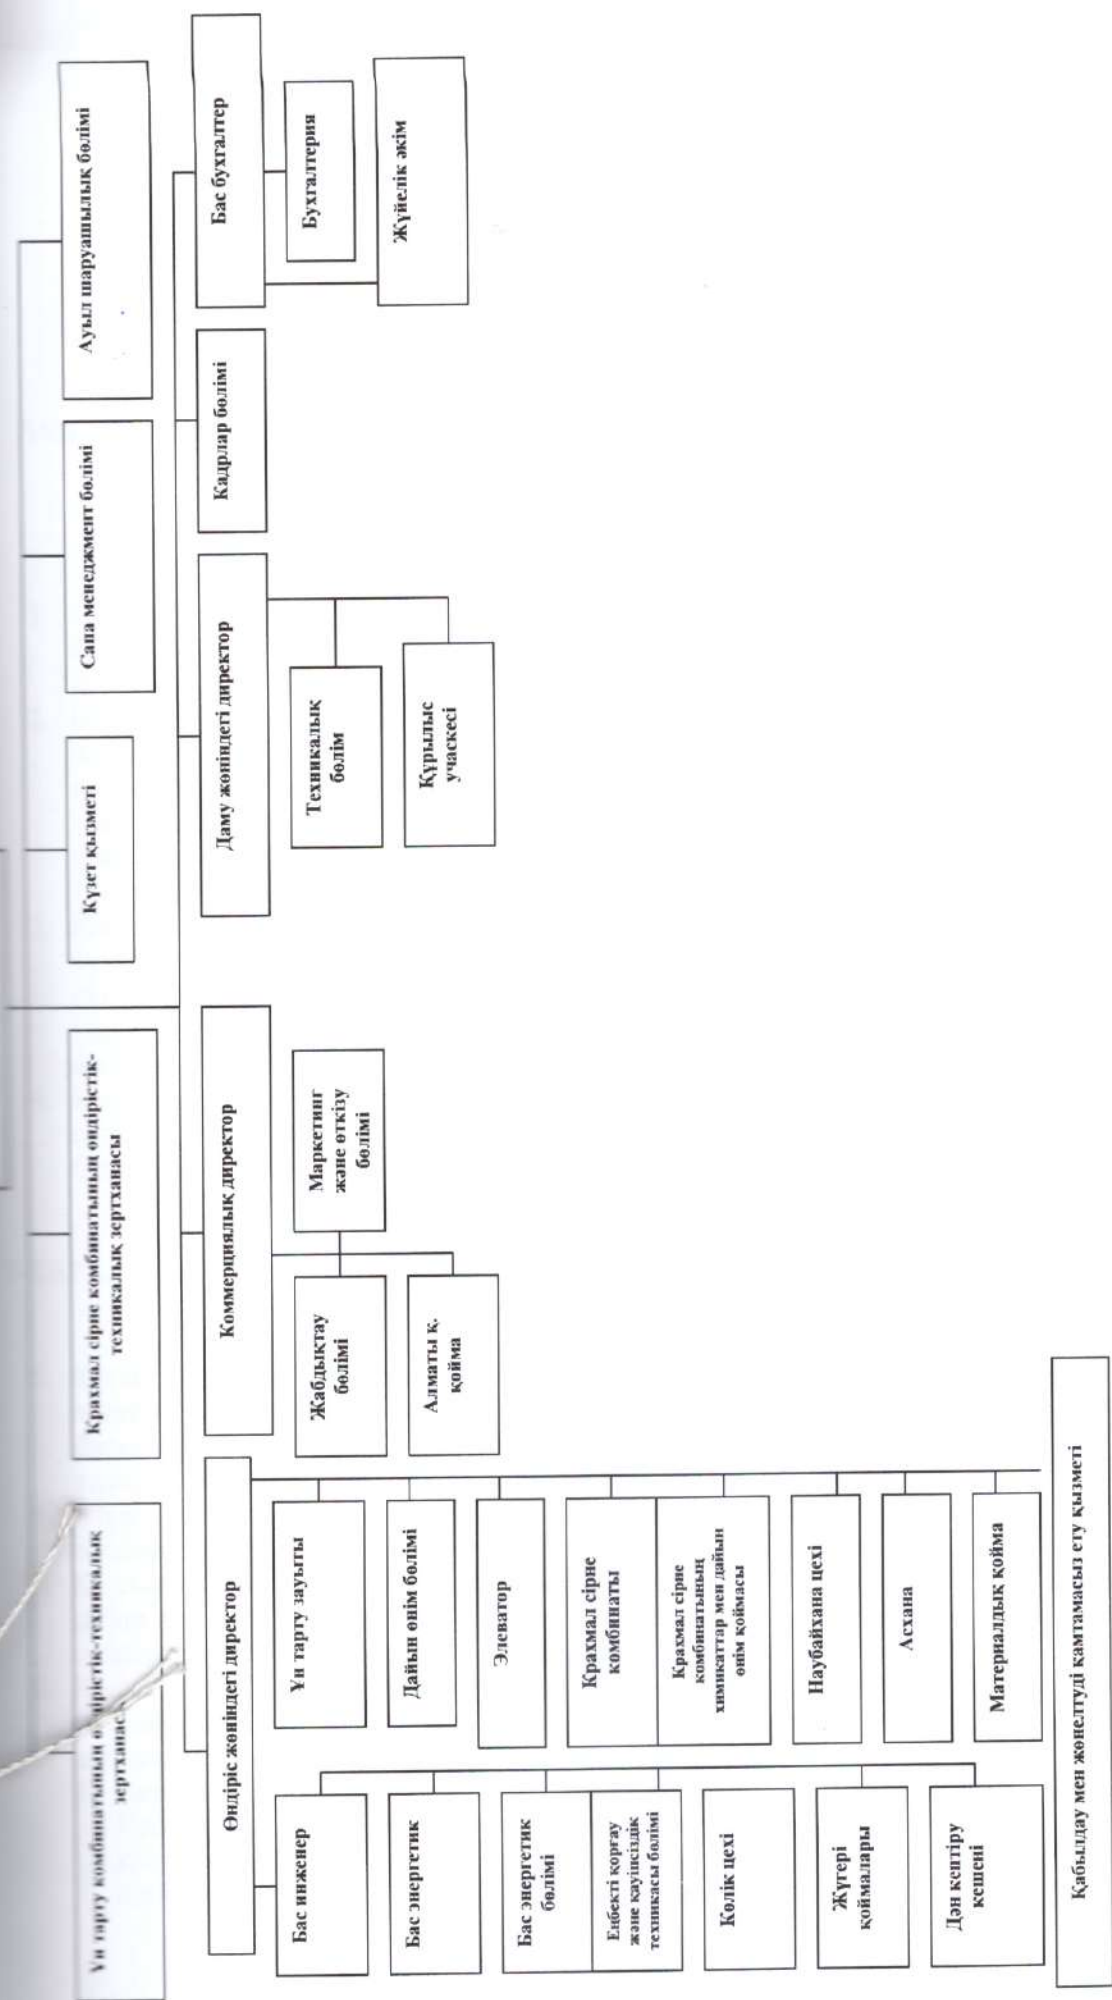 Ұн тарту комбинатының өндірістік-техникалық
зертханасы
Крахмал сірне комбинатының өндірістік-
техникалық зертханасы
Күзет қызметі
Сапа менеджмент бөлімі
Ауыл шаруашылық бөлімі
Өндіріс жөніндегі директор
Коммерциялық директор
Даму жөніндегі директор
Кадрлар бөлімі
Бас бухгалтер
Бас инженер
Бас энергетик
Бас энергетик
бөлімі
Еңбекті қорғау
және қауіпсіздік
техникасы бөлімі
Көлік цехі
Жүгері
қоймалары
Дән кептіру
кешені
Ұн тарту зауыты
Дайын өнім бөлімі
Элеватор
Крахмал сірне
комбинаты
Крахмал сірне
комбинатының
химикаттар мен дайын
өнім қоймасы
Наубайхана цехі
Асхана
Материалдық қойма
Жабдықтау
бөлімі
Алматы қ.
қойма
Маркетинг
және өткізу
бөлімі
Техникалық
бөлім
Құрылыс
учаскесі
Бухгалтерия
Жүйелік әкім
Қабылдау мен жөнелтуді қамтамасыз ету қызметі